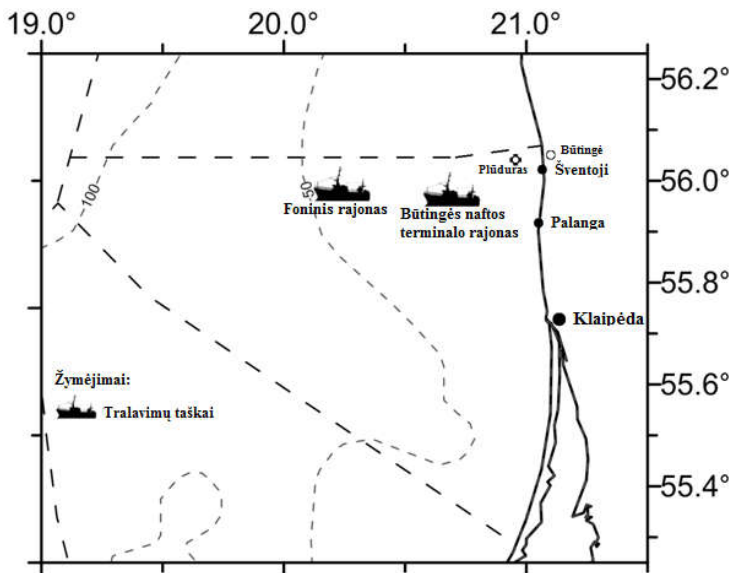 19.0° 20.0° 21.0°
56.2°
Būtingė
Plūduras
Šventoji
56.0°
100
50
Foninis rajonas
Būtingės naftos
terminalo rajonas
Palanga
55.8°
Klaipėda
55.6°
Žymėjimai:
Tralavimų taškai
55.4°